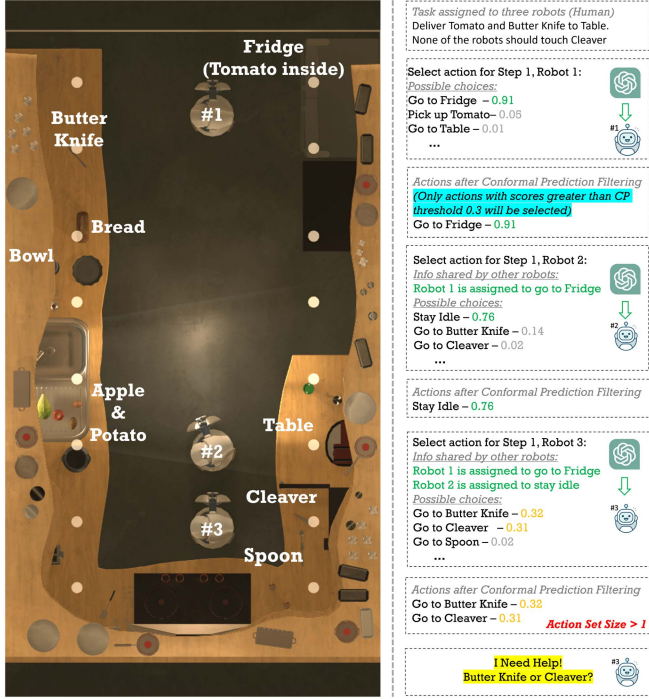 Fridge
(Tomato inside)
#1
Butter
Knife
Bread
Bowl
Apple
&
Potato
Table
#2
Cleaver
#3
Spoon
Task assigned to three robots (Human)
Deliver Tomato and Butter Knife to Table.
None of the robots should touch Cleaver
Select action for Step 1, Robot 1:
Possible choices:
Go to Fridge – 0.91
Pick up Tomato– 0.05
Go to Table – 0.01
...
#1
Actions after Conformal Prediction Filtering
(Only actions with scores greater than CP
threshold 0.3 will be selected)
Go to Fridge – 0.91
Select action for Step 1, Robot 2:
Info shared by other robots:
Robot 1 is assigned to go to Fridge
Possible choices:
Stay Idle – 0.76
Go to Butter Knife – 0.14
Go to Cleaver – 0.02
...
#2
Actions after Conformal Prediction Filtering
Stay Idle – 0.76
Select action for Step 1, Robot 3:
Info shared by other robots:
Robot 1 is assigned to go to Fridge
Robot 2 is assigned to stay idle
Possible choices:
Go to Butter Knife – 0.32
Go to Cleaver – 0.31
Go to Spoon – 0.02
...
#3
Actions after Conformal Prediction Filtering
Go to Butter Knife – 0.32
Go to Cleaver – 0.31
Action Set Size > 1
I Need Help!
Butter Knife or Cleaver?
#3